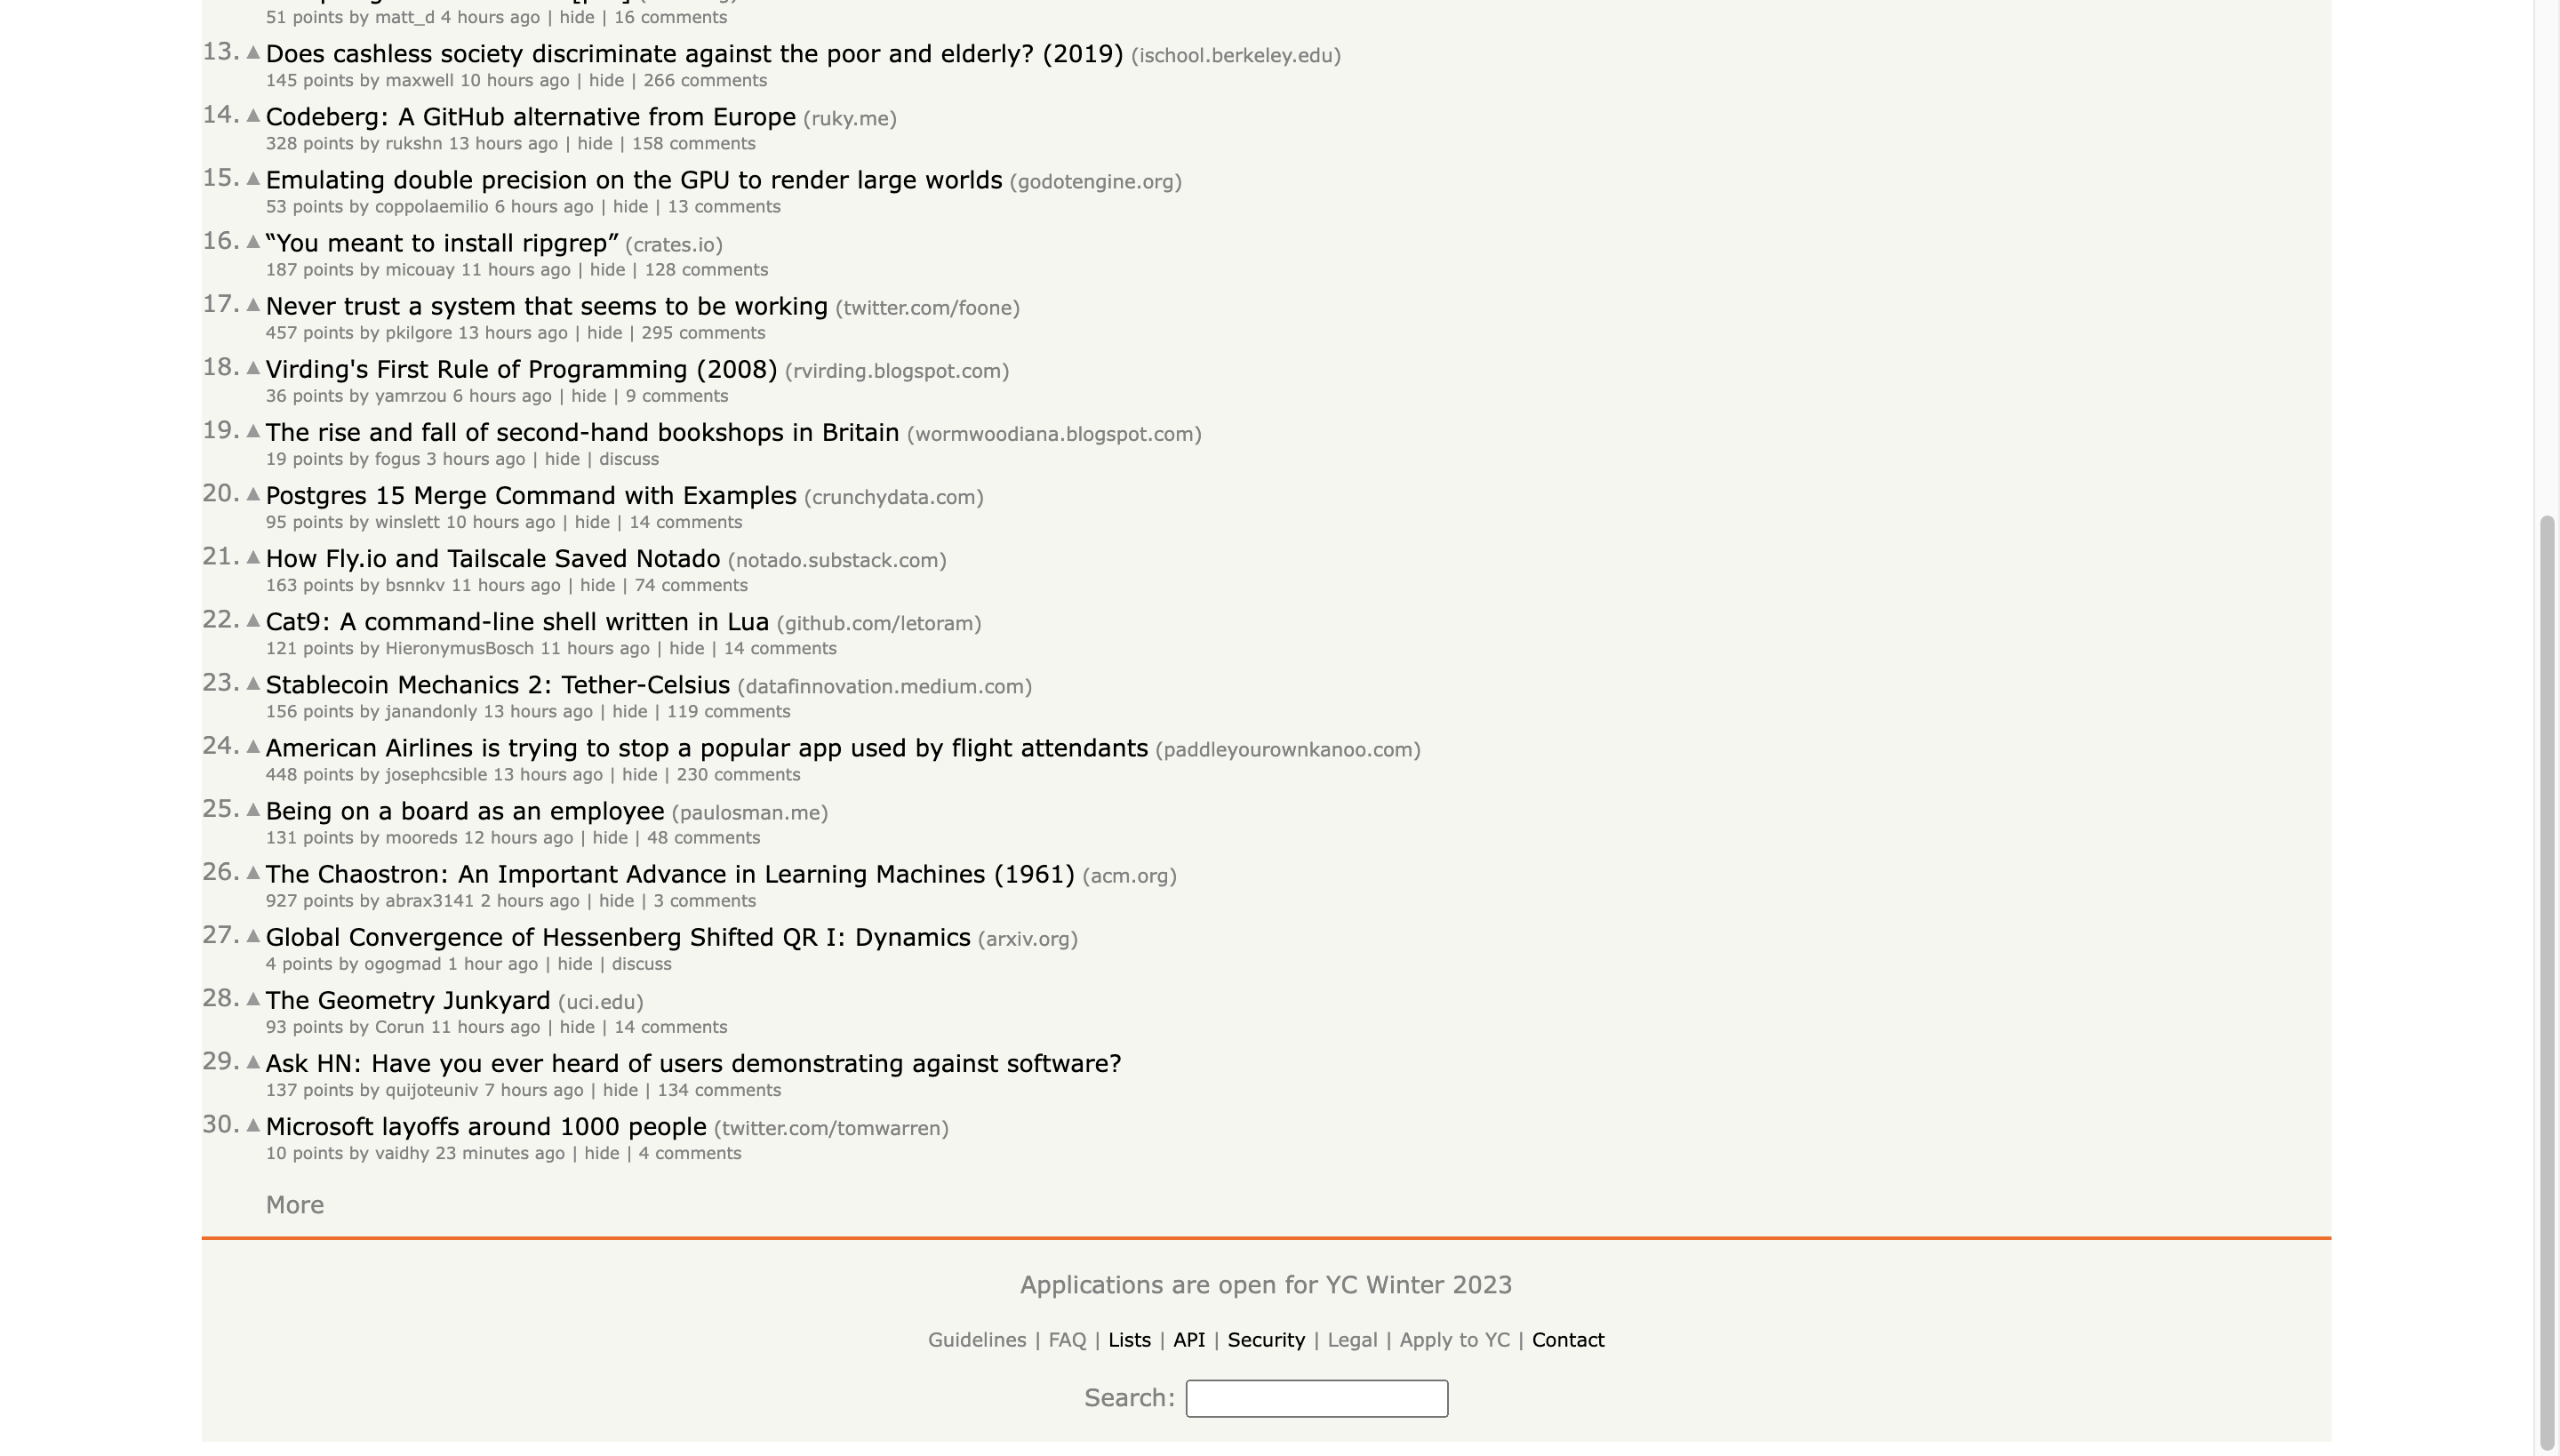 51 points by matt_d 4 hours ago | hide | 16 comments
13. ▲ Does cashless society discriminate against the poor and elderly? (2019) (ischool.berkeley.edu)
145 points by maxwell 10 hours ago | hide | 266 comments
14. ▲ Codeberg: A GitHub alternative from Europe (ruky.me)
328 points by rukshn 13 hours ago | hide | 158 comments
15. ▲ Emulating double precision on the GPU to render large worlds (godotengine.org)
53 points by coppolaemilio 6 hours ago | hide | 13 comments
16. ▲ “You meant to install ripgrep” (crates.io)
187 points by micouay 11 hours ago | hide | 128 comments
17. ▲ Never trust a system that seems to be working (twitter.com/foone)
457 points by pkilgore 13 hours ago | hide | 295 comments
18. ▲ Virding's First Rule of Programming (2008) (rvirding.blogspot.com)
36 points by yamrzou 6 hours ago | hide | 9 comments
19. ▲ The rise and fall of second-hand bookshops in Britain (wormwoodiana.blogspot.com)
19 points by fogus 3 hours ago | hide | discuss
20. ▲ Postgres 15 Merge Command with Examples (crunchydata.com)
95 points by winslett 10 hours ago | hide | 14 comments
21. ▲ How Fly.io and Tailscale Saved Notado (notado.substack.com)
163 points by bsnnkv 11 hours ago | hide | 74 comments
22. ▲ Cat9: A command-line shell written in Lua (github.com/letoram)
121 points by HieronymusBosch 11 hours ago | hide | 14 comments
23. ▲ Stablecoin Mechanics 2: Tether-Celsius (datafinnovation.medium.com)
156 points by janandonly 13 hours ago | hide | 119 comments
24. ▲ American Airlines is trying to stop a popular app used by flight attendants (paddleyourownkanoo.com)
448 points by josephcsible 13 hours ago | hide | 230 comments
25. ▲ Being on a board as an employee (paulosman.me)
131 points by mooreds 12 hours ago | hide | 48 comments
26. ▲ The Chaostron: An Important Advance in Learning Machines (1961) (acm.org)
927 points by abrax3141 2 hours ago | hide | 3 comments
27. ▲ Global Convergence of Hessenberg Shifted QR I: Dynamics (arxiv.org)
4 points by ogogmad 1 hour ago | hide | discuss
28. ▲ The Geometry Junkyard (uci.edu)
93 points by Corun 11 hours ago | hide | 14 comments
29. ▲ Ask HN: Have you ever heard of users demonstrating against software?
137 points by quijoteuniv 7 hours ago | hide | 134 comments
30. ▲ Microsoft layoffs around 1000 people (twitter.com/tomwarren)
10 points by vaidhy 23 minutes ago | hide | 4 comments
More
Applications are open for YC Winter 2023
Guidelines | FAQ | Lists | API | Security | Legal | Apply to YC | Contact
Search: